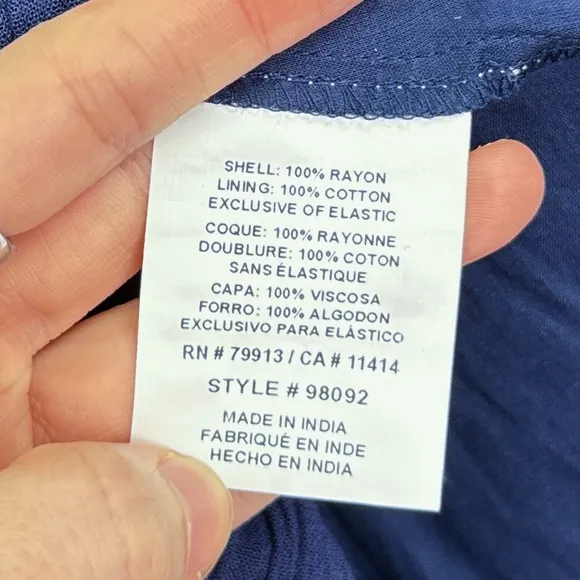 SHELL: 100% RAYON
LINING: 100% COTTON
EXCLUSIVE OF ELASTIC
COQUE: 100% RAYONNE
DOUBLURE: 100% COTON
SANS ÉLASTIQUE
CAPA: 100% VISCOSA
FORRO: 100% ALGODON
EXCLUSIVO PARA ELÁSTICO
RN # 79913 / CA # 11414
STYLE # 98092
MADE IN INDIA
FABRIQUÉ EN INDE
HECHO EN INDIA